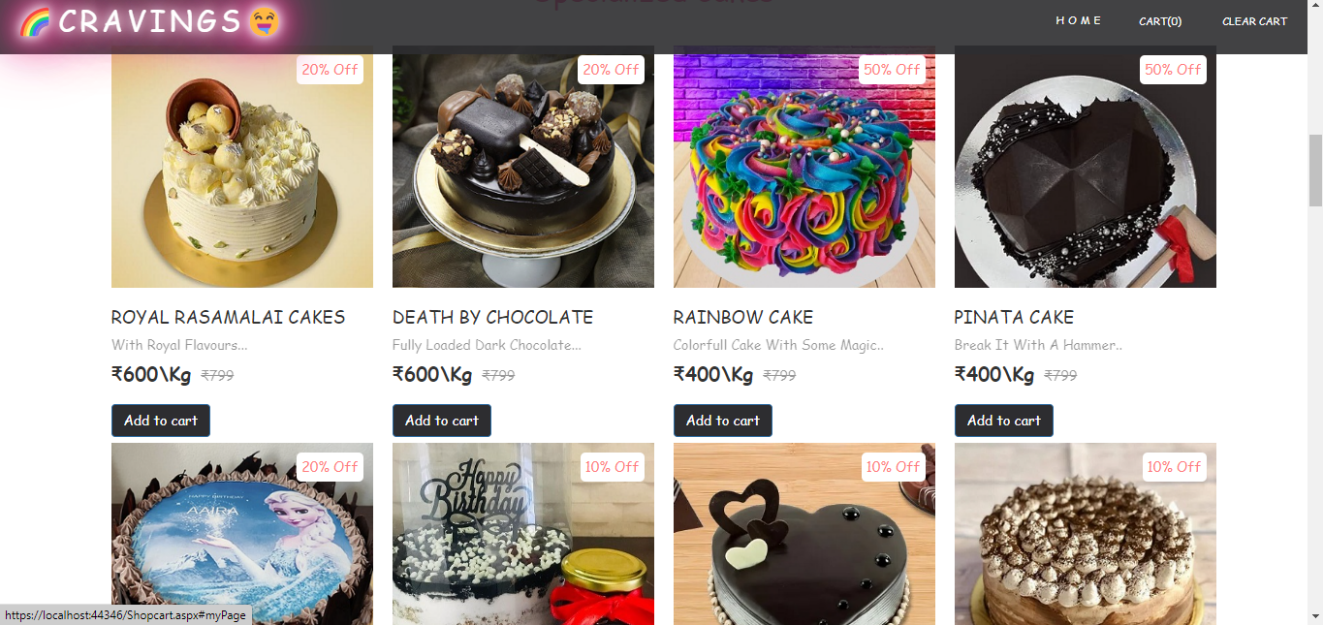 🌈CRAVINGS😝
HOME CART(0) CLEAR CART
Specialized Cakes
20% Off 20% Off 50% Off 50% Off
ROYAL RASAMALAI CAKES DEATH BY CHOCOLATE RAINBOW CAKE PINATA CAKE
With Royal Flavours... Fully Loaded Dark Chocolate... Colorfull Cake With Some Magic.. Break It With A Hammer..
₹600\Kg ₹799 ₹600\Kg ₹799 ₹400\Kg ₹799 ₹400\Kg ₹799
Add to cart Add to cart Add to cart Add to cart
20% Off 10% Off 10% Off 10% Off
HAPPY BIRTHDAY
AAIRA
Happy
Birthday
https://localhost:44346/Shopcart.aspx#myPage